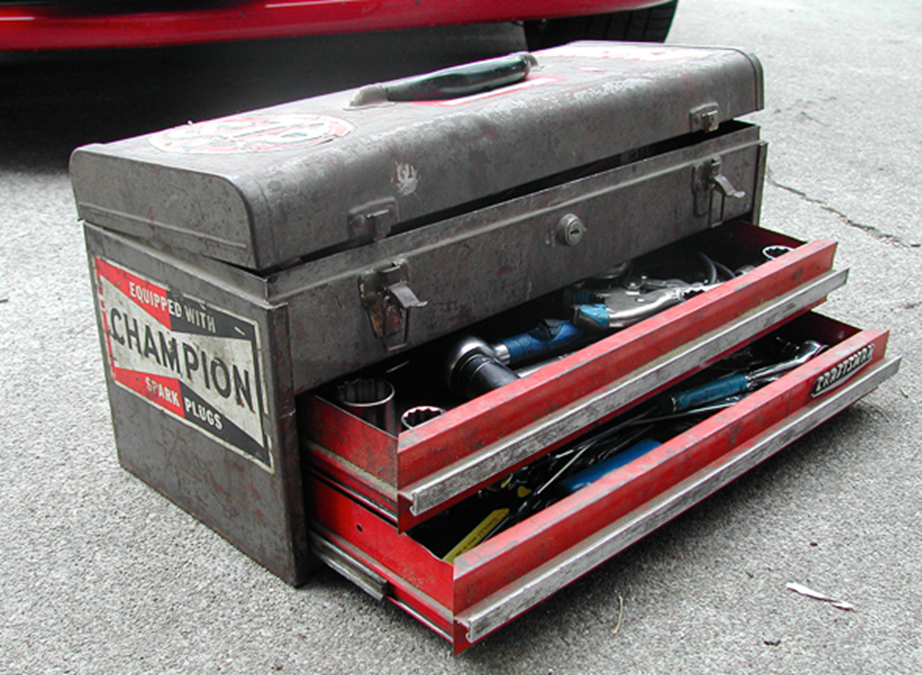 EQUIPPED WITH
CHAMPION
SPARK PLUGS
CRAFTSMAN